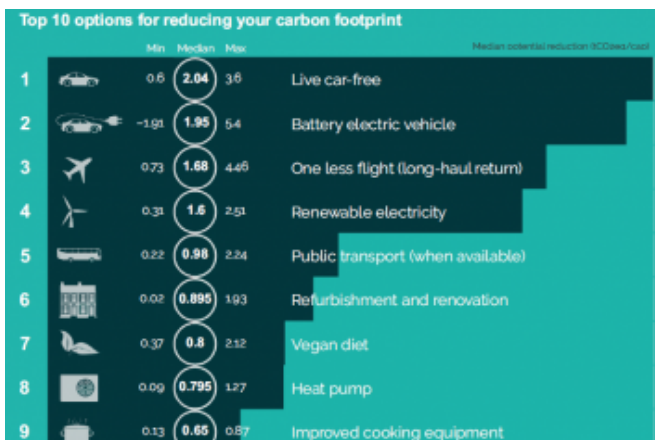 Top 10 options for reducing your carbon footprint
Min Median Max Median potential reduction (tCO2eq/cap)
1 0.6 2.04 3.6 Live car-free
2 -1.91 1.95 5.4 Battery electric vehicle
3 0.73 1.68 4.46 One less flight (long-haul return)
4 0.31 1.6 2.51 Renewable electricity
5 0.22 0.98 2.24 Public transport (when available)
6 0.02 0.895 1.93 Refurbishment and renovation
7 0.37 0.8 2.12 Vegan diet
8 0.09 0.795 1.27 Heat pump
9 0.13 0.65 0.87 Improved cooking equipment